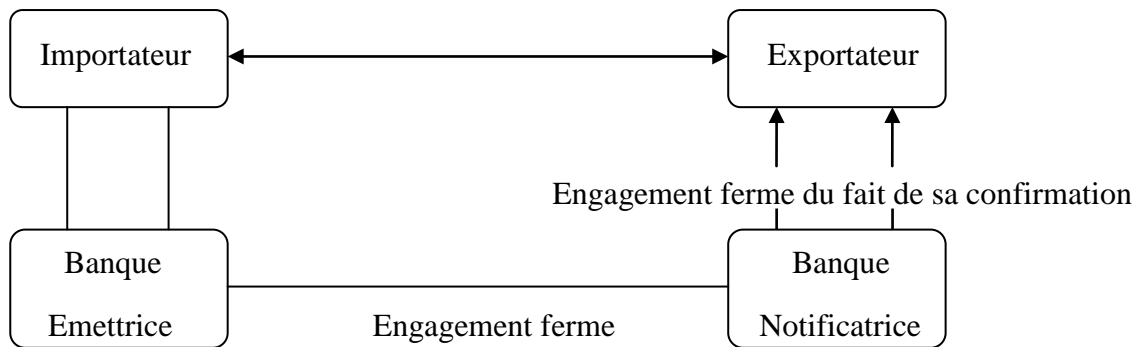 Importateur
Exportateur
Engagement ferme du fait de sa confirmation
Banque
Emettrice
Engagement ferme
Banque
Notificatrice